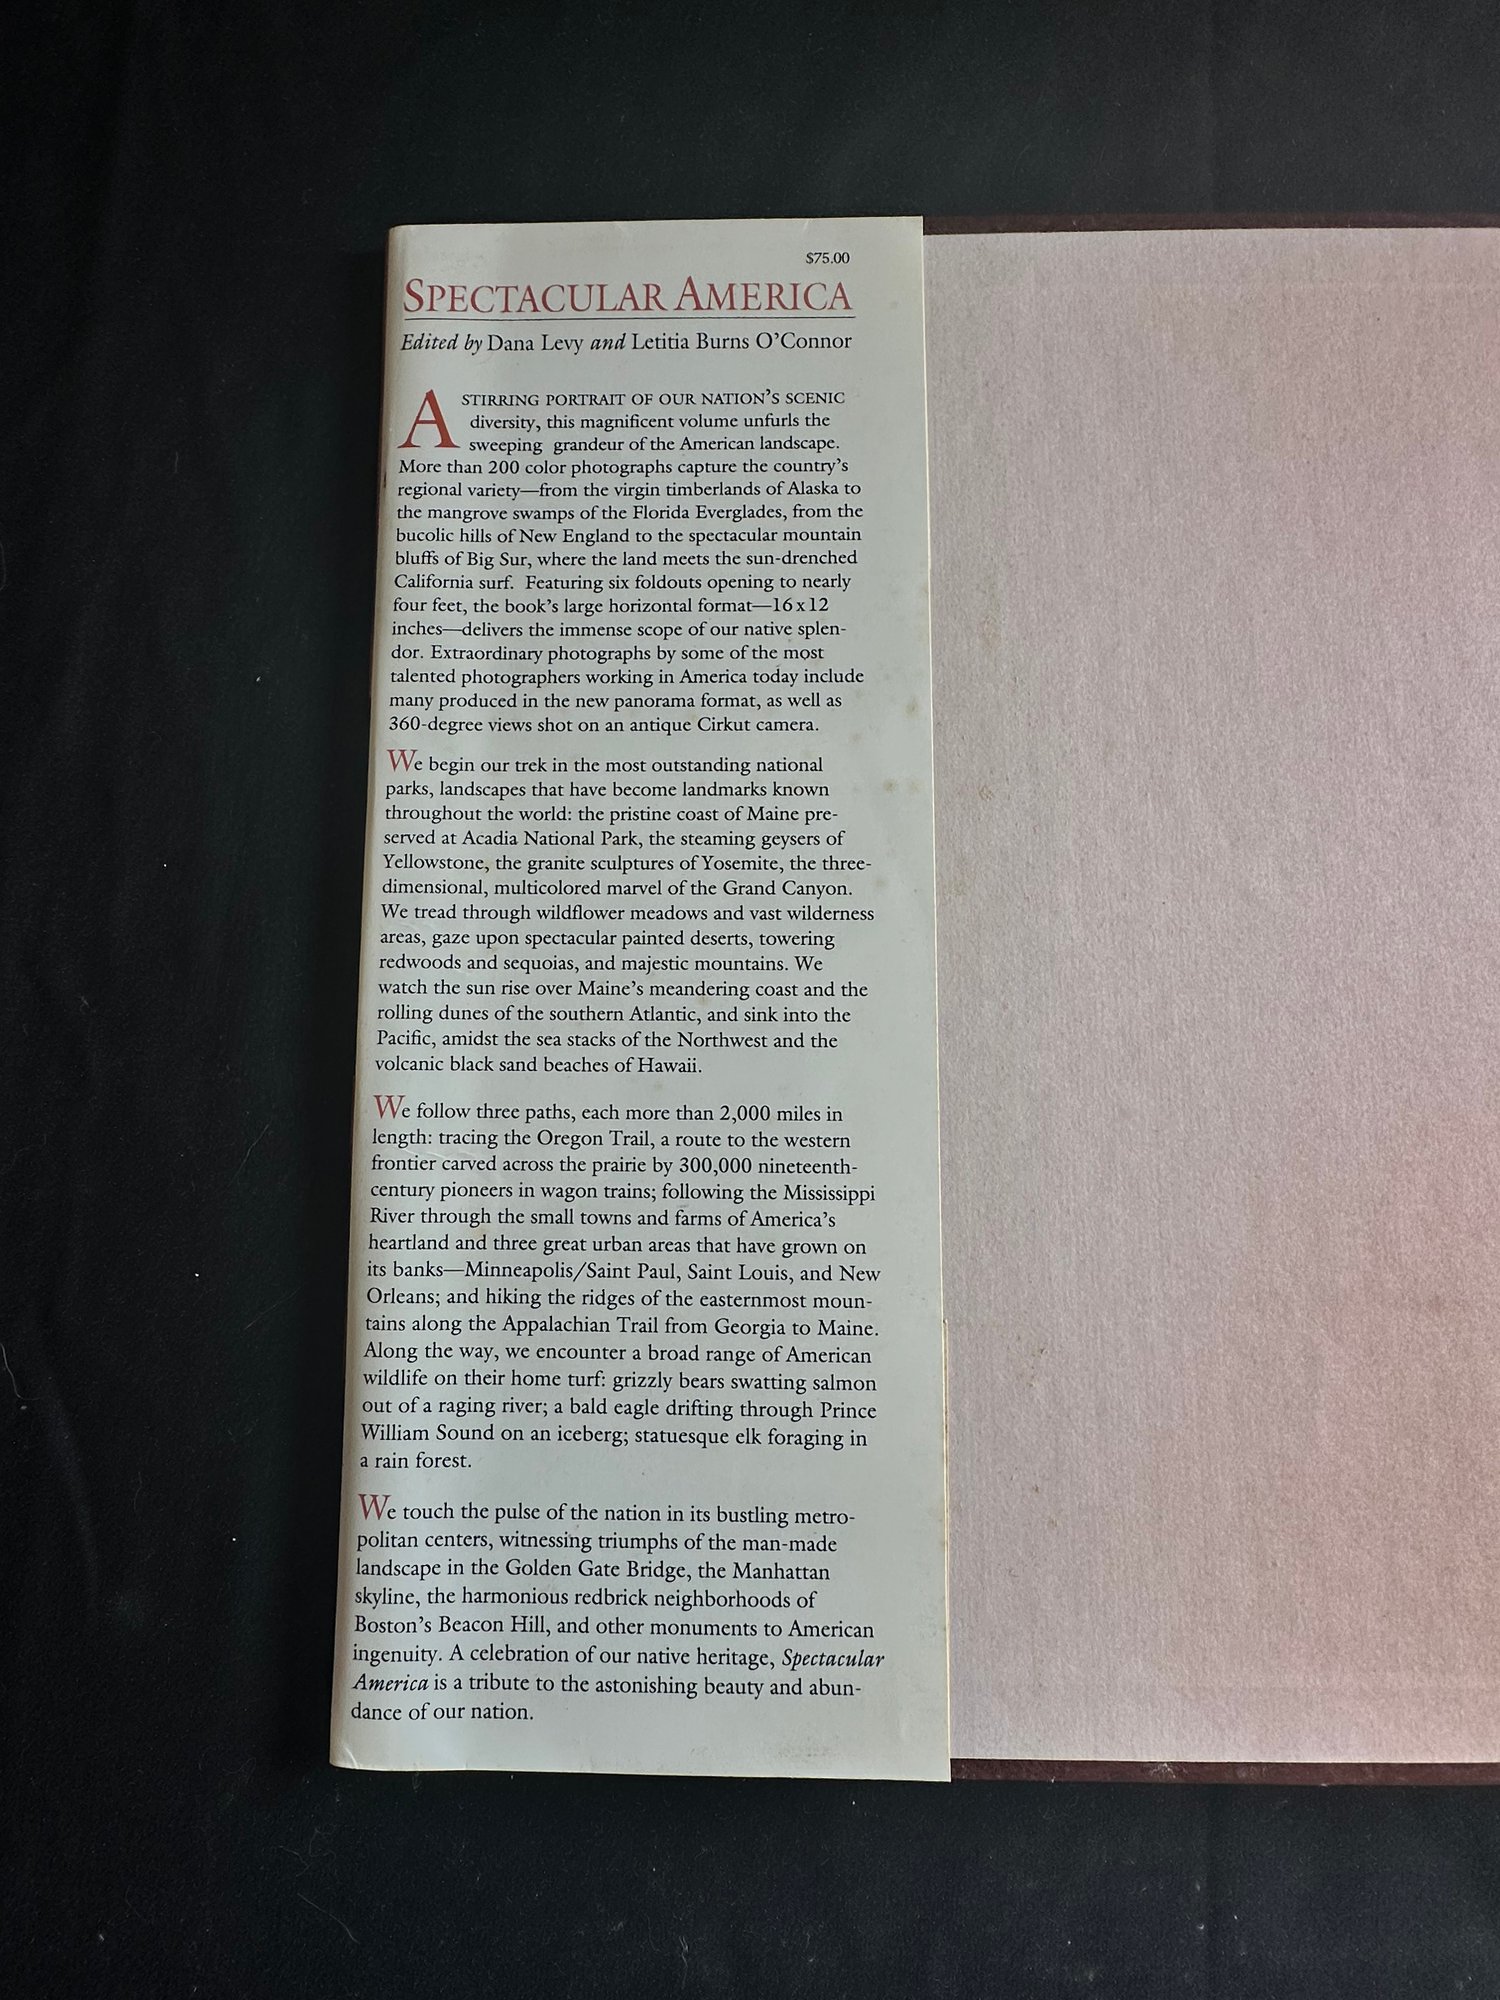 $75.00
SPECTACULAR AMERICA
Edited by Dana Levy and Letitia Burns O’Connor
A STIRRING PORTRAIT OF OUR NATION’S SCENIC
diversity, this magnificent volume unfurls the
sweeping grandeur of the American landscape.
More than 200 color photographs capture the country’s
regional variety—from the virgin timberlands of Alaska to
the mangrove swamps of the Florida Everglades, from the
bucolic hills of New England to the spectacular mountain
bluffs of Big Sur, where the land meets the sun-drenched
California surf. Featuring six foldouts opening to nearly
four feet, the book’s large horizontal format—16 x 12
inches—delivers the immense scope of our native splen-
dor. Extraordinary photographs by some of the most
talented photographers working in America today include
many produced in the new panorama format, as well as
360-degree views shot on an antique Cirkut camera.
We begin our trek in the most outstanding national
parks, landscapes that have become landmarks known
throughout the world: the pristine coast of Maine pre-
served at Acadia National Park, the steaming geysers of
Yellowstone, the granite sculptures of Yosemite, the three-
dimensional, multicolored marvel of the Grand Canyon.
We tread through wildflower meadows and vast wilderness
areas, gaze upon spectacular painted deserts, towering
redwoods and sequoias, and majestic mountains. We
watch the sun rise over Maine’s meandering coast and the
rolling dunes of the southern Atlantic, and sink into the
Pacific, amidst the sea stacks of the Northwest and the
volcanic black sand beaches of Hawaii.
We follow three paths, each more than 2,000 miles in
length: tracing the Oregon Trail, a route to the western
frontier carved across the prairie by 300,000 nineteenth-
century pioneers in wagon trains; following the Mississippi
River through the small towns and farms of America’s
heartland and three great urban areas that have grown on
its banks—Minneapolis/Saint Paul, Saint Louis, and New
Orleans; and hiking the ridges of the easternmost moun-
tains along the Appalachian Trail from Georgia to Maine.
Along the way, we encounter a broad range of American
wildlife on their home turf: grizzly bears swatting salmon
out of a raging river; a bald eagle drifting through Prince
William Sound on an iceberg; statuesque elk foraging in
a rain forest.
We touch the pulse of the nation in its bustling metro-
politan centers, witnessing triumphs of the man-made
landscape in the Golden Gate Bridge, the Manhattan
skyline, the harmonious redbrick neighborhoods of
Boston’s Beacon Hill, and other monuments to American
ingenuity. A celebration of our native heritage, Spectacular
America is a tribute to the astonishing beauty and abun-
dance of our nation.